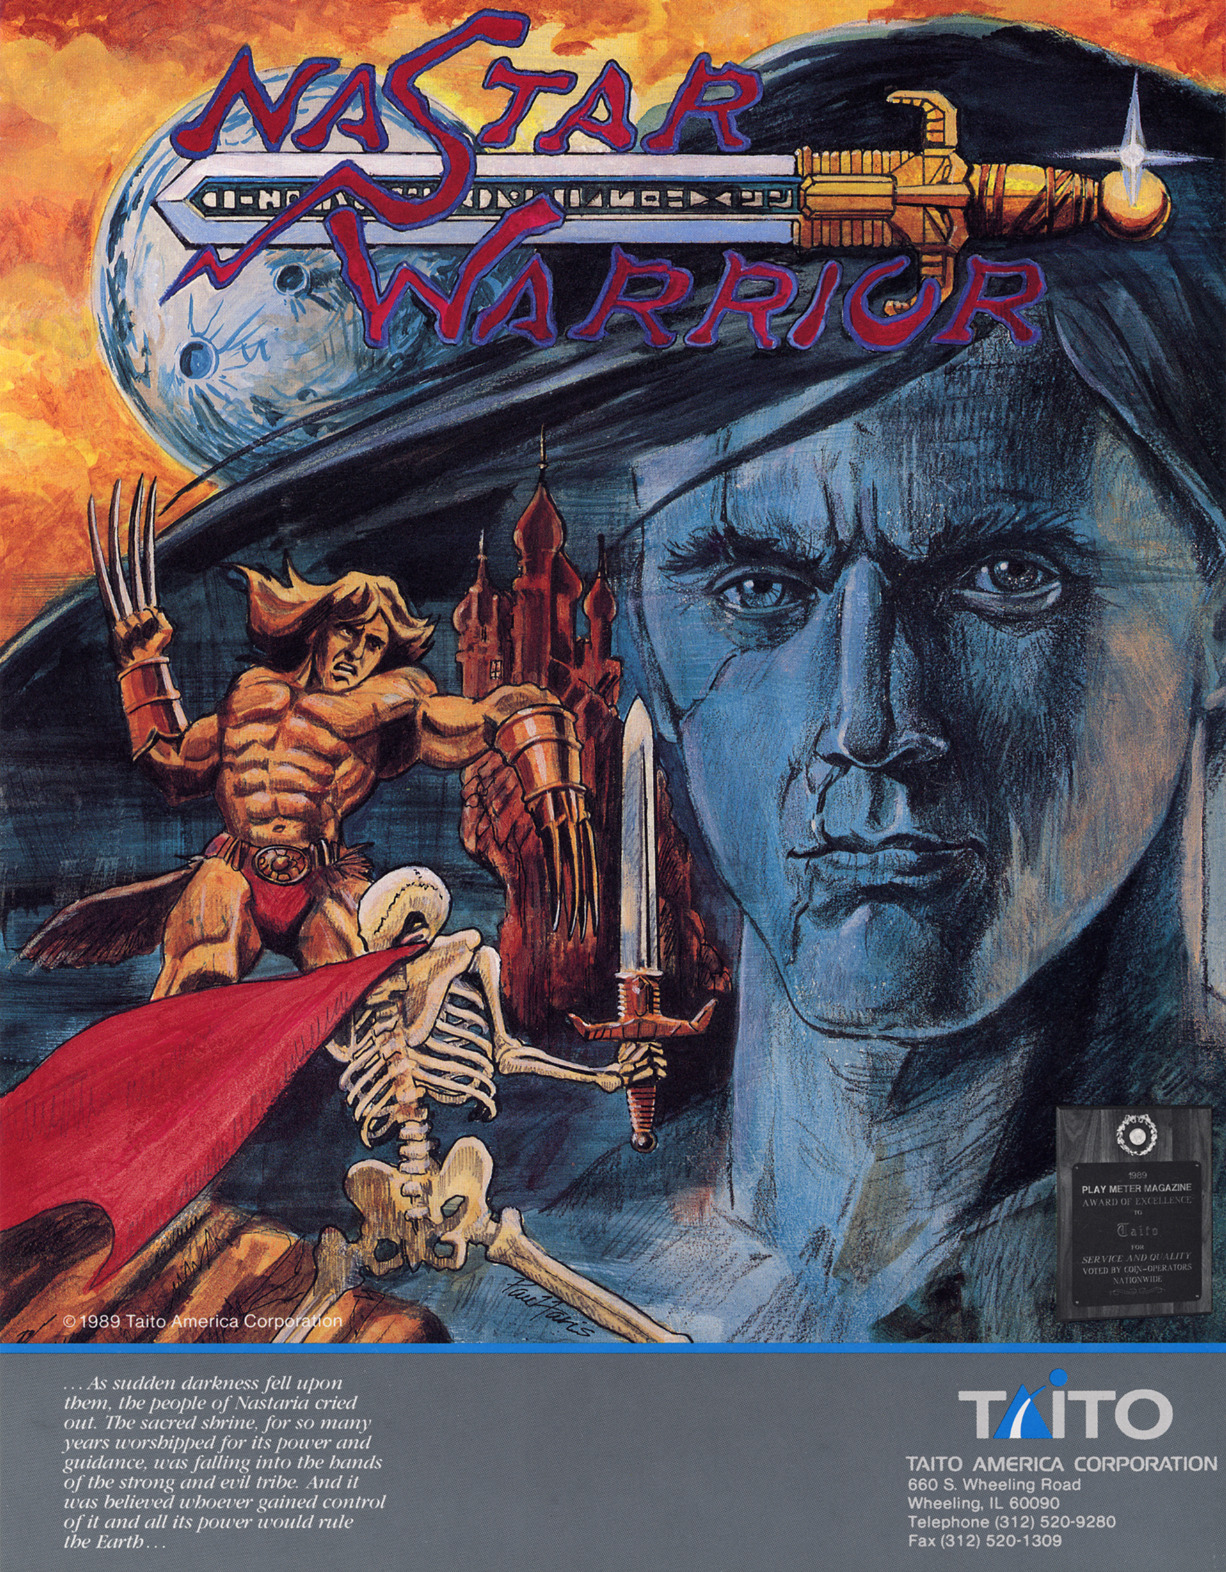 NASTAR
WARRIOR
1989
PLAY METER MAGAZINE
AWARD OF EXCELLENCE
TO
Taito
FOR
SERVICE AND QUALITY
VOTED BY COIN-OPERATORS
NATIONWIDE
©1989 Taito America Corporation
...As sudden darkness fell upon
them, the people of Nastaria cried
out. The sacred shrine, for so many
years worshipped for its power and
guidance, was falling into the hands
of the strong and evil tribe. And it
was believed whoever gained control
of it and all its power would rule
the Earth...
TAITO
TAITO AMERICA CORPORATION
660 S. Wheeling Road
Wheeling, IL 60090
Telephone (312) 520-9280
Fax (312) 520-1309